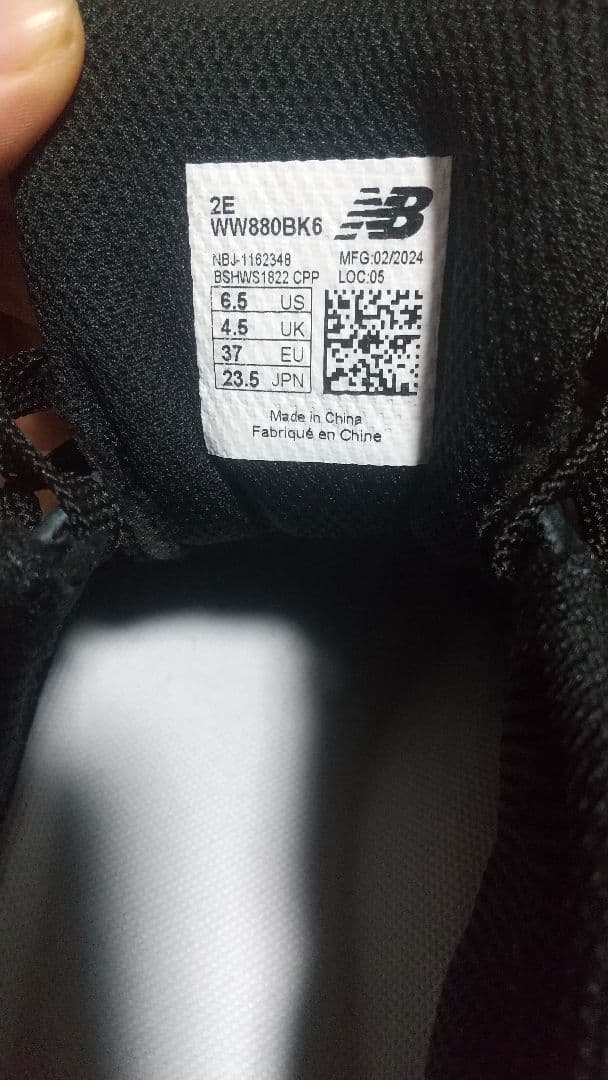 2E
WW880BK6
NB
NBJ-1162348 MFG:02/2024
BSHWS1822 CPP LOC:05
6.5 US
4.5 UK
37 EU
23.5 JPN
Made in China
Fabriqué en Chine